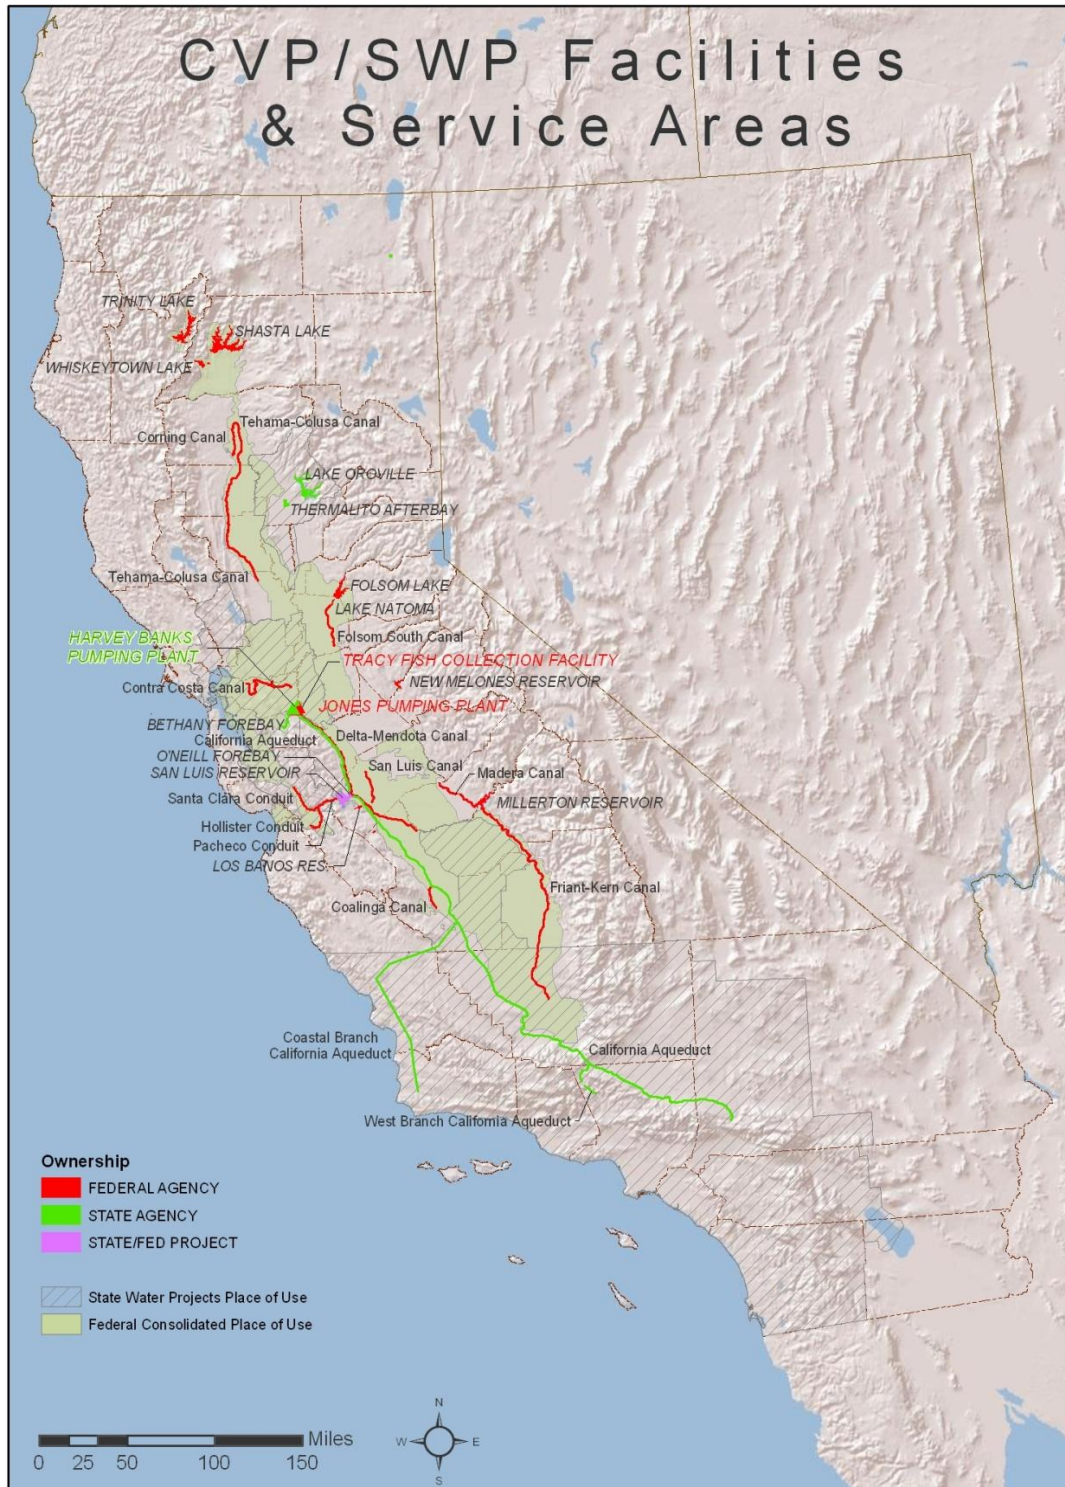 CVP/SWP Facilities
& Service Areas
TRINITY LAKE
SHASTA LAKE
WHISKEYTOWN LAKE
Tehama-Colusa Canal
Corning Canal
LAKE OROVILLE
THERMALITO AFTERBAY
Tehama-Colusa Canal
FOLSOM LAKE
LAKE NATOMA
Folsom South Canal
HARVEY BANKS
PUMPING PLANT
TRACY FISH COLLECTION FACILITY
Contra Costa Canal
NEW MELONES RESERVOIR
JONES PUMPING PLANT
BETHANY FOREBAY
California Aqueduct
Delta-Mendota Canal
O'NEILL FOREBAY
San Luis Canal
SAN LUIS RESERVOIR
Madera Canal
Santa Clara Conduit
MILLERTON RESERVOIR
Hollister Conduit
Pacheco Conduit
LOS BANOS RES.
Friant-Kern Canal
Coalinga Canal
Coastal Branch
California Aqueduct
California Aqueduct
West Branch California Aqueduct
Ownership
FEDERAL AGENCY
STATE AGENCY
STATE/FED PROJECT
State Water Projects Place of Use
Federal Consolidated Place of Use
N
W E
S
Miles
0 25 50 100 150